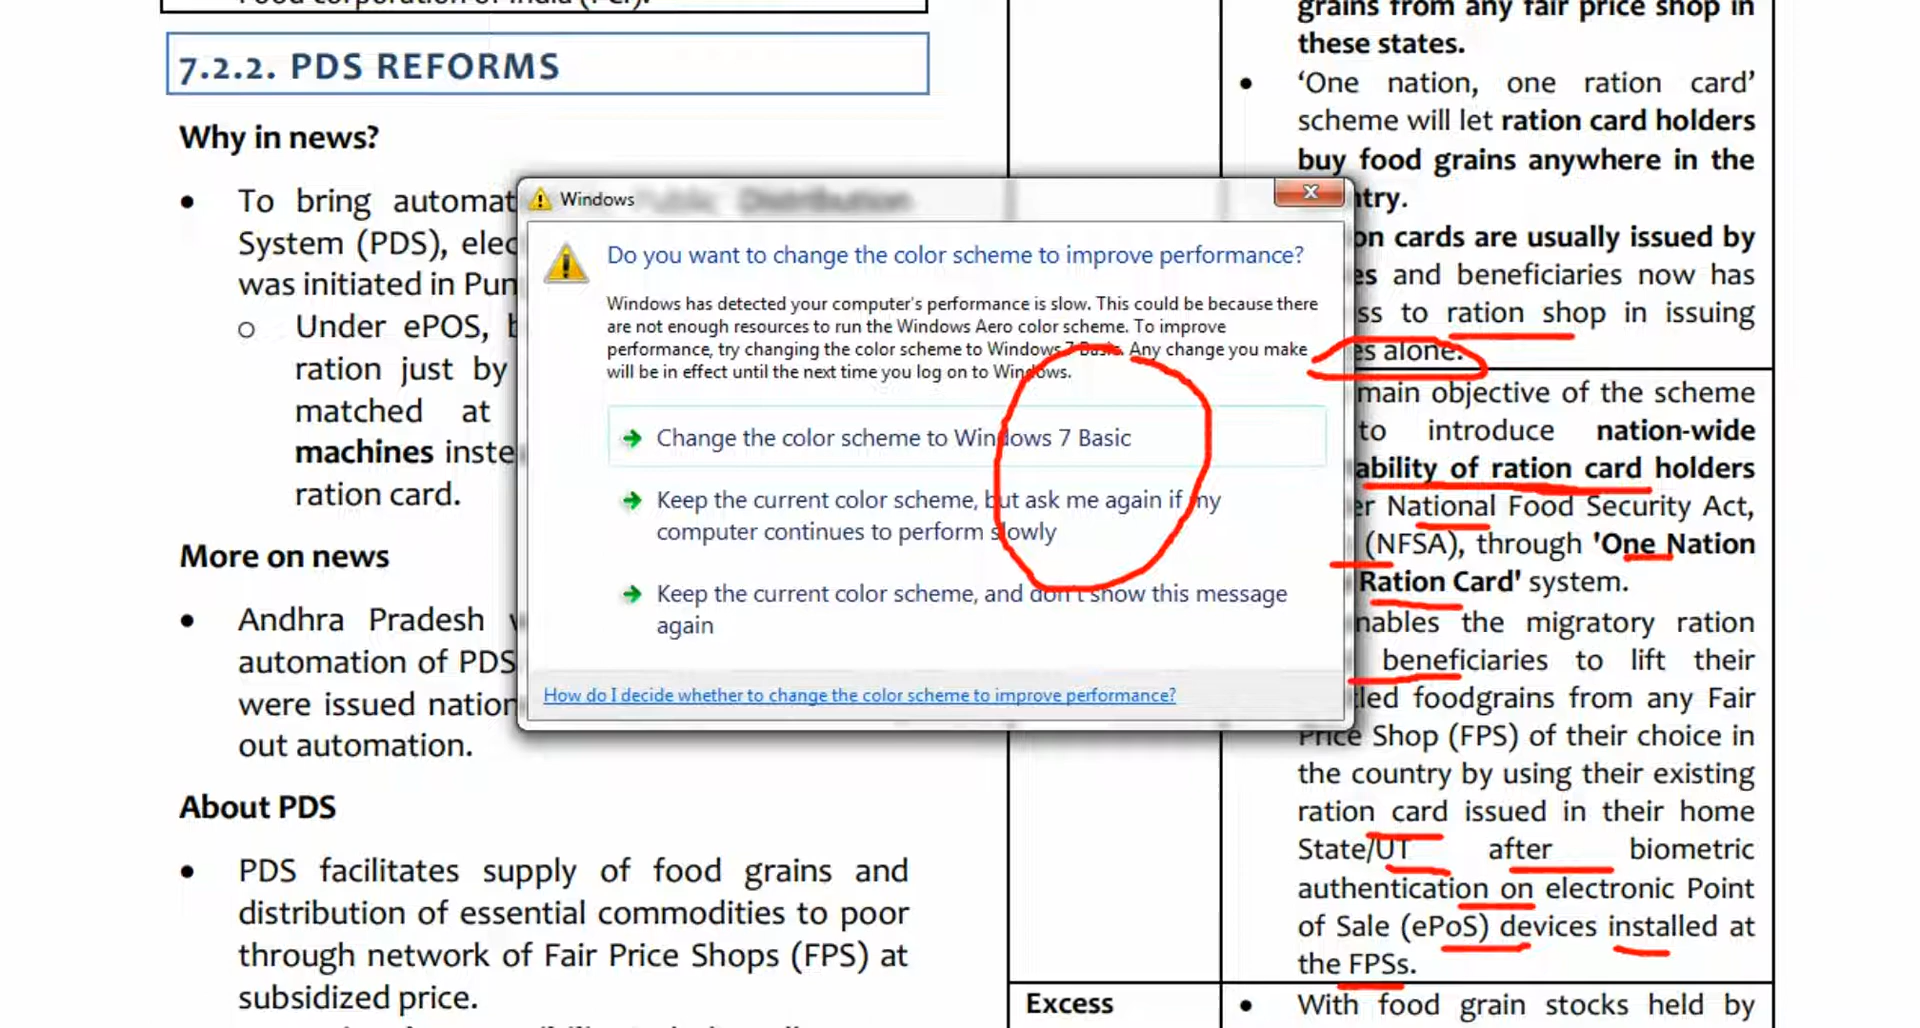 Food corporation of India (FCI).
7.2.2. PDS REFORMS
Why in news?
• To bring automat
System (PDS), elec
was initiated in Pun
o Under ePOS, b
ration just by
matched at
machines inste
ration card.
More on news
• Andhra Pradesh
automation of PDS
were issued nation
out automation.
About PDS
• PDS facilitates supply of food grains and
distribution of essential commodities to poor
through network of Fair Price Shops (FPS) at
subsidized price.
Windows
Public Distribution
Do you want to change the color scheme to improve performance?
Windows has detected your computer's performance is slow. This could be because there
are not enough resources to run the Windows Aero color scheme. To improve
performance, try changing the color scheme to Windows 7 Basic. Any change you make
will be in effect until the next time you log on to Windows.
Change the color scheme to Windows 7 Basic
Keep the current color scheme, but ask me again if my
computer continues to perform slowly
Keep the current color scheme, and don't show this message
again
How do I decide whether to change the color scheme to improve performance?
grains from any fair price shop in
these states.
• ‘One nation, one ration card’
scheme will let ration card holders
buy food grains anywhere in the
ntry.
on cards are usually issued by
es and beneficiaries now has
ss to ration shop in issuing
es alone.
main objective of the scheme
to introduce nation-wide
ability of ration card holders
er National Food Security Act,
(NFSA), through 'One Nation
Ration Card' system.
nables the migratory ration
beneficiaries to lift their
led foodgrains from any Fair
Price Shop (FPS) of their choice in
the country by using their existing
ration card issued in their home
State/UT after biometric
authentication on electronic Point
of Sale (ePoS) devices installed at
the FPSs.
Excess
• With food grain stocks held by